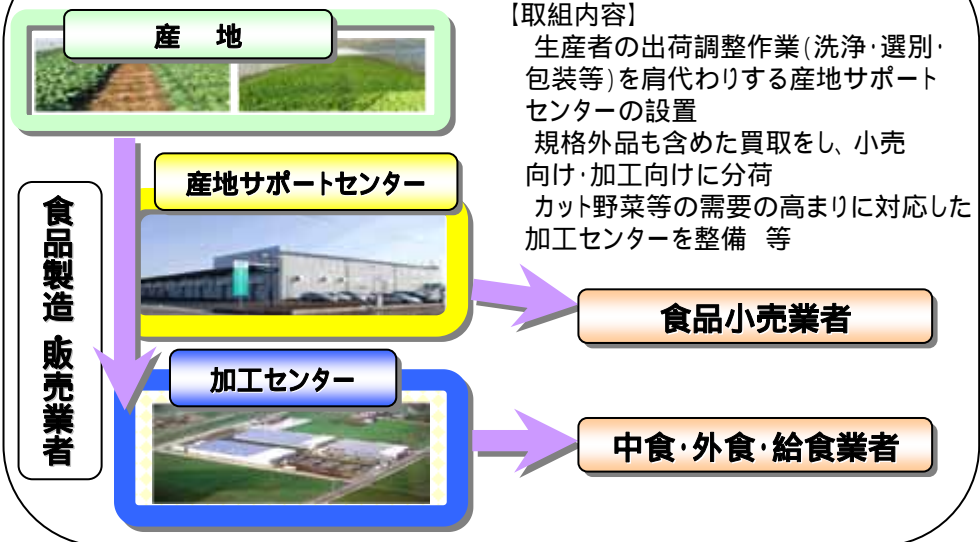 産 地
【取組内容】
生産者の出荷調整作業(洗浄・選別・
包装等)を肩代わりする産地サポート
センターの設置
規格外品も含めた買取をし、小売
向け・加工向けに分荷
カット野菜等の需要の高まりに対応した
加工センターを整備 等
産地サポートセンター
食品製造・販売業者
食品小売業者
加工センター
中食・外食・給食業者